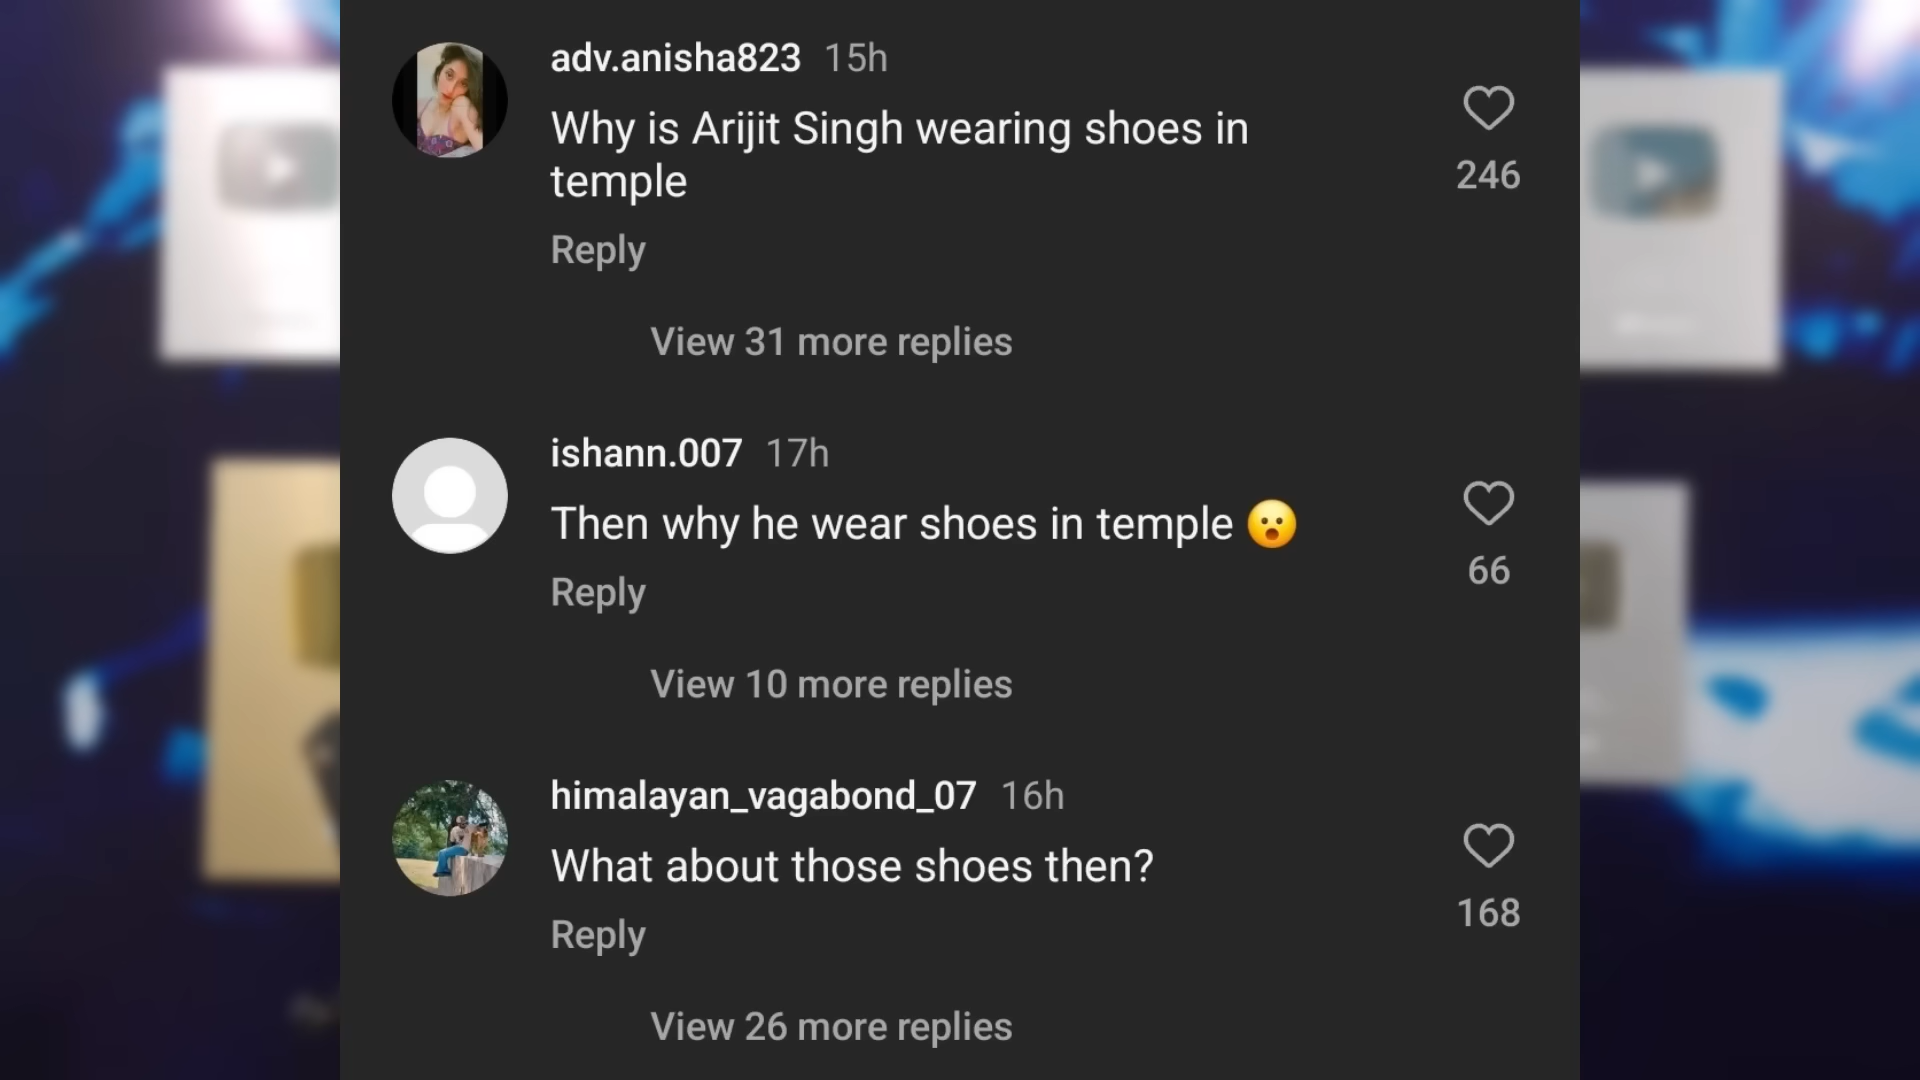 adv.anisha823 15h
Why is Arijit Singh wearing shoes in
temple
246
Reply
View 31 more replies
ishann.007 17h
Then why he wear shoes in temple 😮
66
Reply
View 10 more replies
himalayan_vagabond_07 16h
What about those shoes then?
168
Reply
View 26 more replies